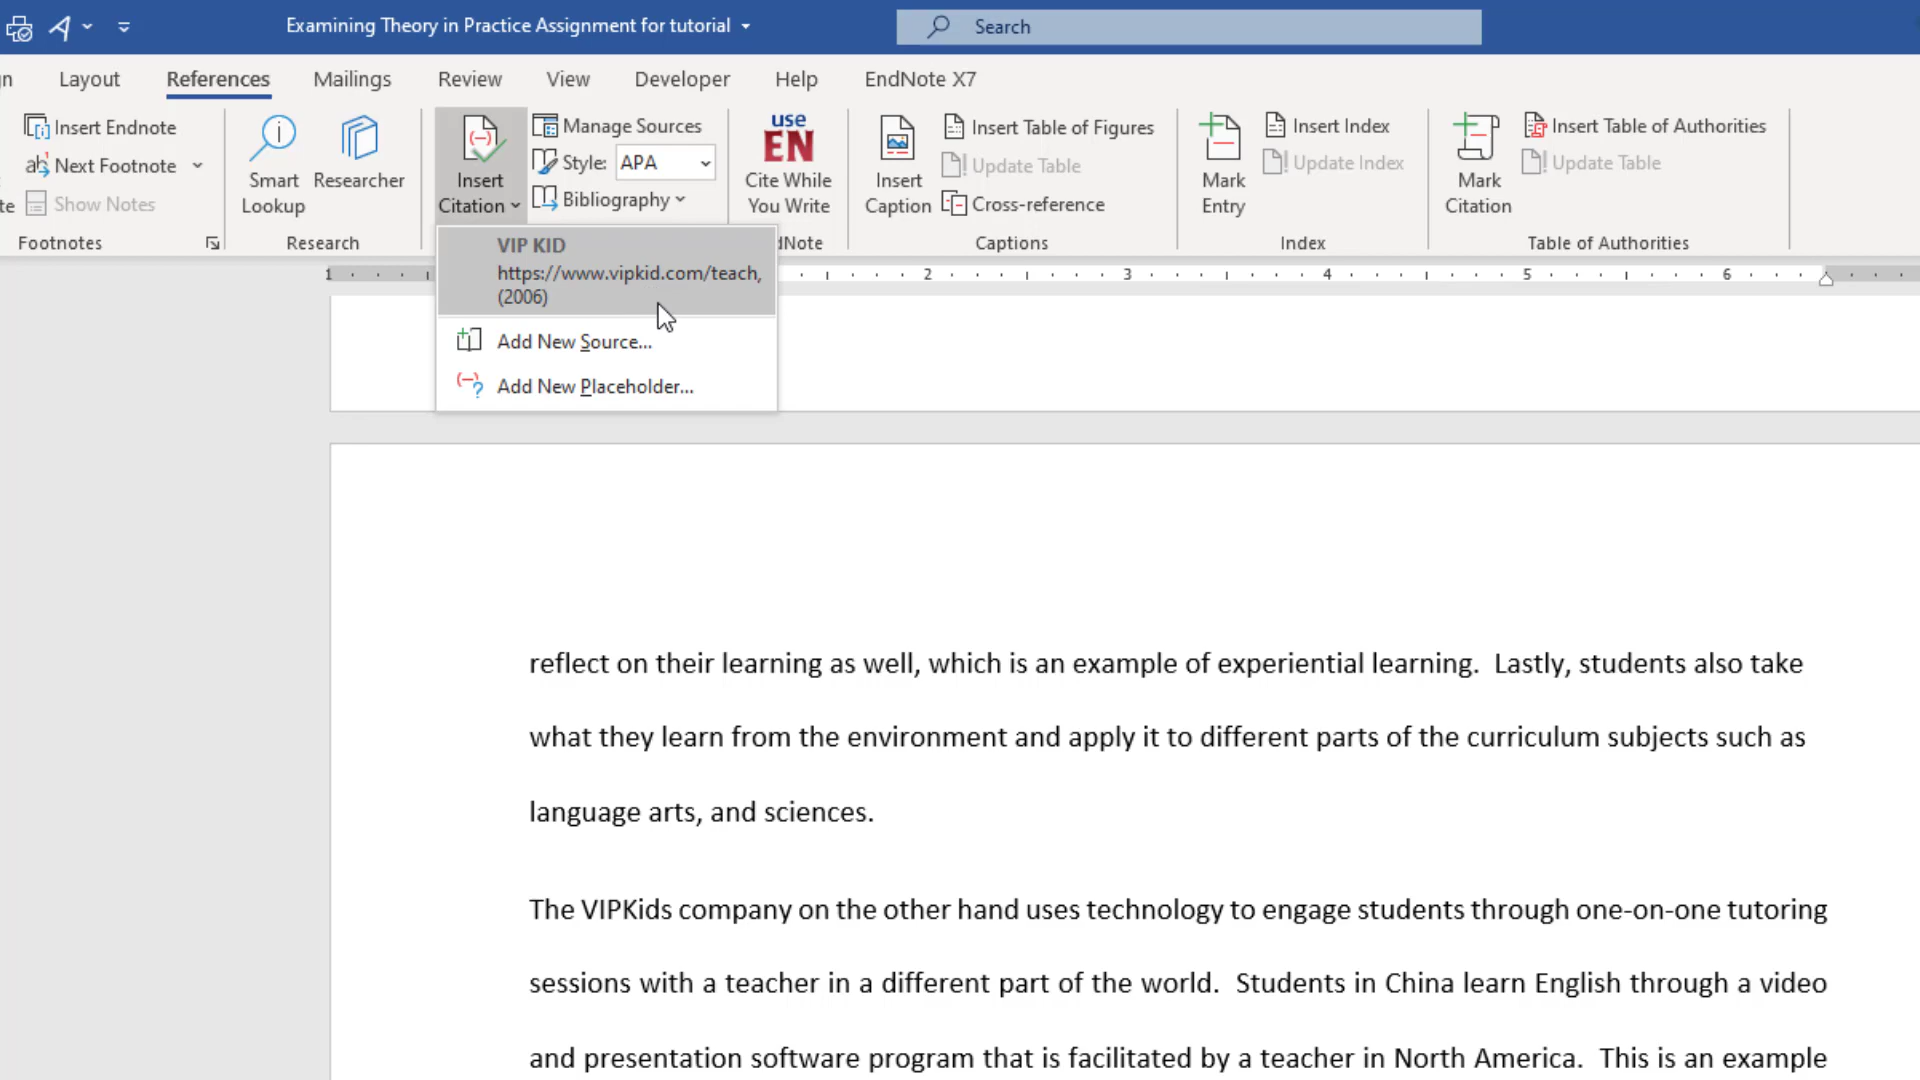 Examining Theory in Practice Assignment for tutorial
Search
Layout
References
Mailings
Review
View
Developer
Help
EndNote X7
Insert Endnote
Next Footnote
Show Notes
Footnotes
Smart
Lookup
Researcher
Research
Insert
Citation
Manage Sources
Style: APA
Bibliography
use
EN
Cite While
You Write
Insert
Caption
Insert Table of Figures
Update Table
Cross-reference
Captions
Mark
Entry
Insert Index
Update Index
Index
Mark
Citation
Insert Table of Authorities
Update Table
Table of Authorities
VIP KID
https://www.vipkid.com/teach,
(2006)
Add New Source...
Add New Placeholder...
1 2 3 4 5 6
reflect on their learning as well, which is an example of experiential learning.  Lastly, students also take
what they learn from the environment and apply it to different parts of the curriculum subjects such as
language arts, and sciences.
The VIPKids company on the other hand uses technology to engage students through one-on-one tutoring
sessions with a teacher in a different part of the world.  Students in China learn English through a video
and presentation software program that is facilitated by a teacher in North America.  This is an example